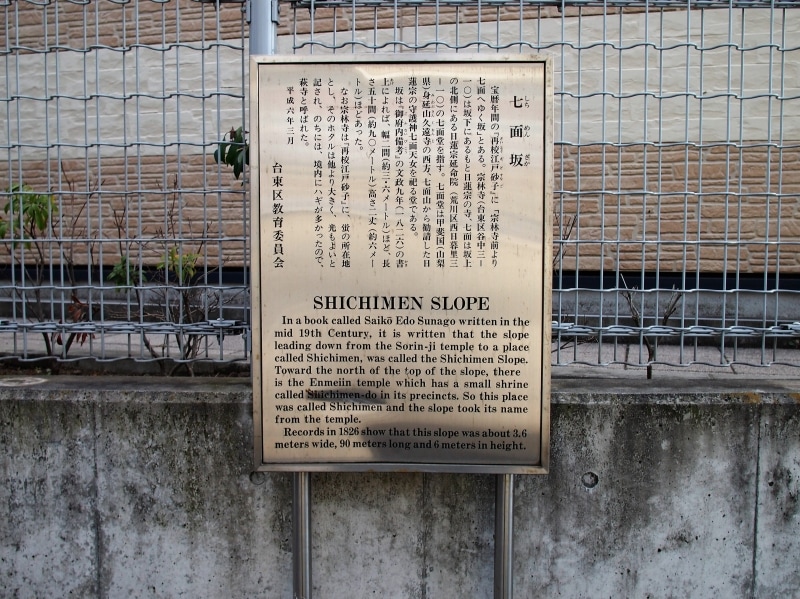 七面坂
しちめんざか
宝暦年間の『再校江戸砂子』に「宗林寺前より
七面へゆく坂」とある。宗林寺(台東区谷中三ー
一〇)は坂下にあるもと日蓮宗の寺、七面は坂上
の北側にある日蓮宗延命院(荒川区西日暮里三
ー一〇)の七面堂を指す。七面堂は甲斐国(山梨
県)身延山久遠寺の西方、七面山から勧請した日
蓮宗の守護神七面天女を祀る堂である。
坂は『御府内備考』の文政九年(一八二六)の書
上によれば、幅二間(約三・六メートル)ほど、長
さ五十間(約九〇メートル)高さ二丈(約六メー
トル)ほどあった。
なお宗林寺は『再校江戸砂子』に、蛍の所在地
とし、そのホタルは他より大きく、光もよいと
記され、のちには、境内にハギが多かったので、
萩寺と呼ばれた。
平成六年三月
台東区教育委員会
SHICHIMEN SLOPE
In a book called Saikō Edo Sunago written in the
mid 19th Century, it is written that the slope
leading down from the Sorin-ji temple to a place
called Shichimen, was called the Shichimen Slope.
Toward the north of the top of the slope, there
is the Enmeiin temple which has a small shrine
called Shichimen-do in its precincts. So this place
was called Shichimen and the slope took its name
from the temple.
Records in 1826 show that this slope was about 3.6
meters wide, 90 meters long and 6 meters in height.